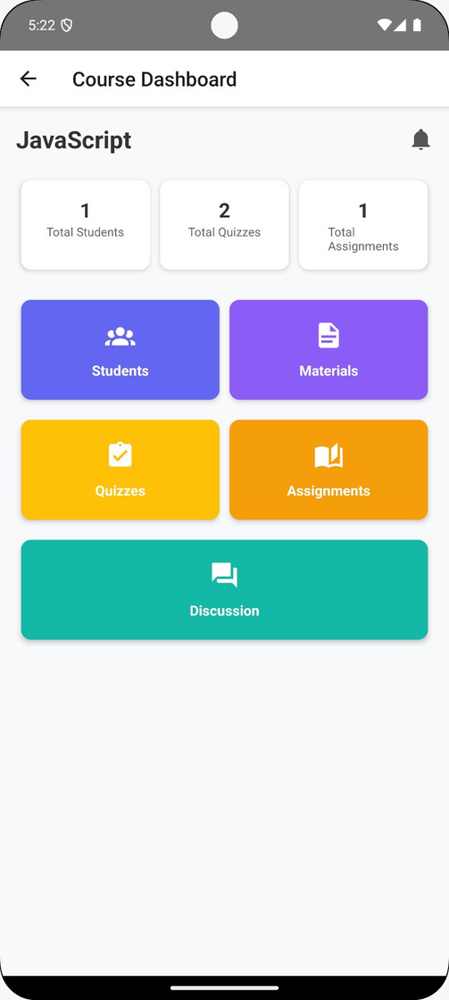 5:22
Course Dashboard
JavaScript
1
Total Students
2
Total Quizzes
1
Total
Assignments
Students
Materials
Quizzes
Assignments
Discussion